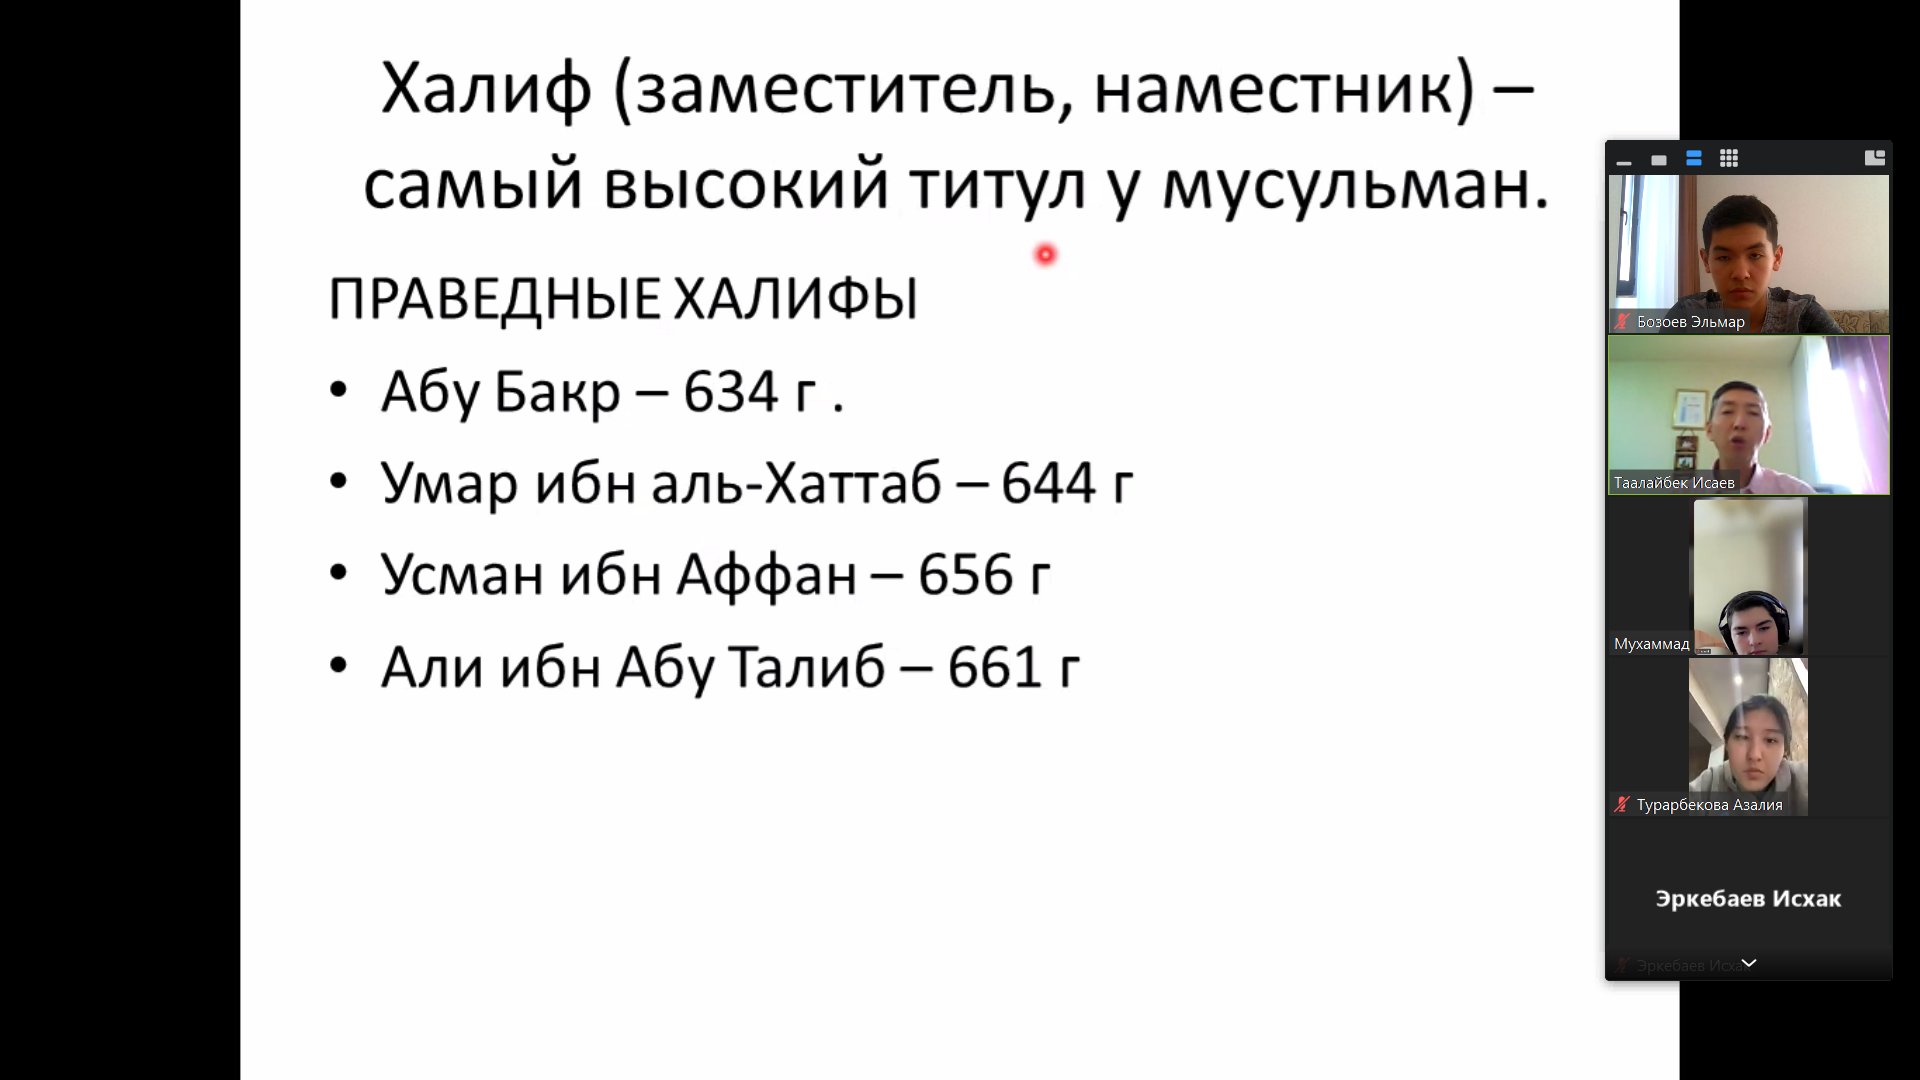 Халиф (заместитель, наместник) –
самый высокий титул у мусульман.
ПРАВЕДНЫЕ ХАЛИФЫ
• Абу Бакр – 634 г .
• Умар ибн аль-Хаттаб – 644 г
• Усман ибн Аффан – 656 г
• Али ибн Абу Талиб – 661 г
Бозоев Эльмар
Таалайбек Исаев
Мухаммад
Турарбекова Азалия
Эркебаев Исхак
Эркебаев Исхак